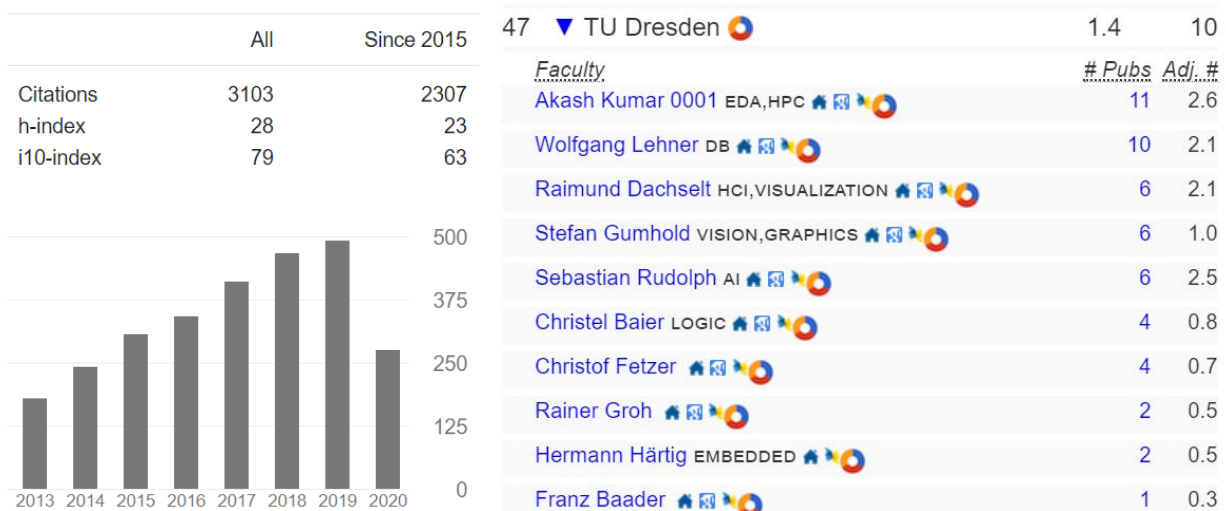 All Since 2015
Citations 3103 2307
h-index 28 23
i10-index 79 63
500
375
250
125
0
2013 2014 2015 2016 2017 2018 2019 2020
47 ▼ TU Dresden 1.4 10
Faculty # Pubs Adj. #
Akash Kumar 0001 EDA,HPC 11 2.6
Wolfgang Lehner DB 10 2.1
Raimund Dachselt HCI,VISUALIZATION 6 2.1
Stefan Gumhold VISION,GRAPHICS 6 1.0
Sebastian Rudolph AI 6 2.5
Christel Baier LOGIC 4 0.8
Christof Fetzer 4 0.7
Rainer Groh 2 0.5
Hermann Härtig EMBEDDED 2 0.5
Franz Baader 1 0.3